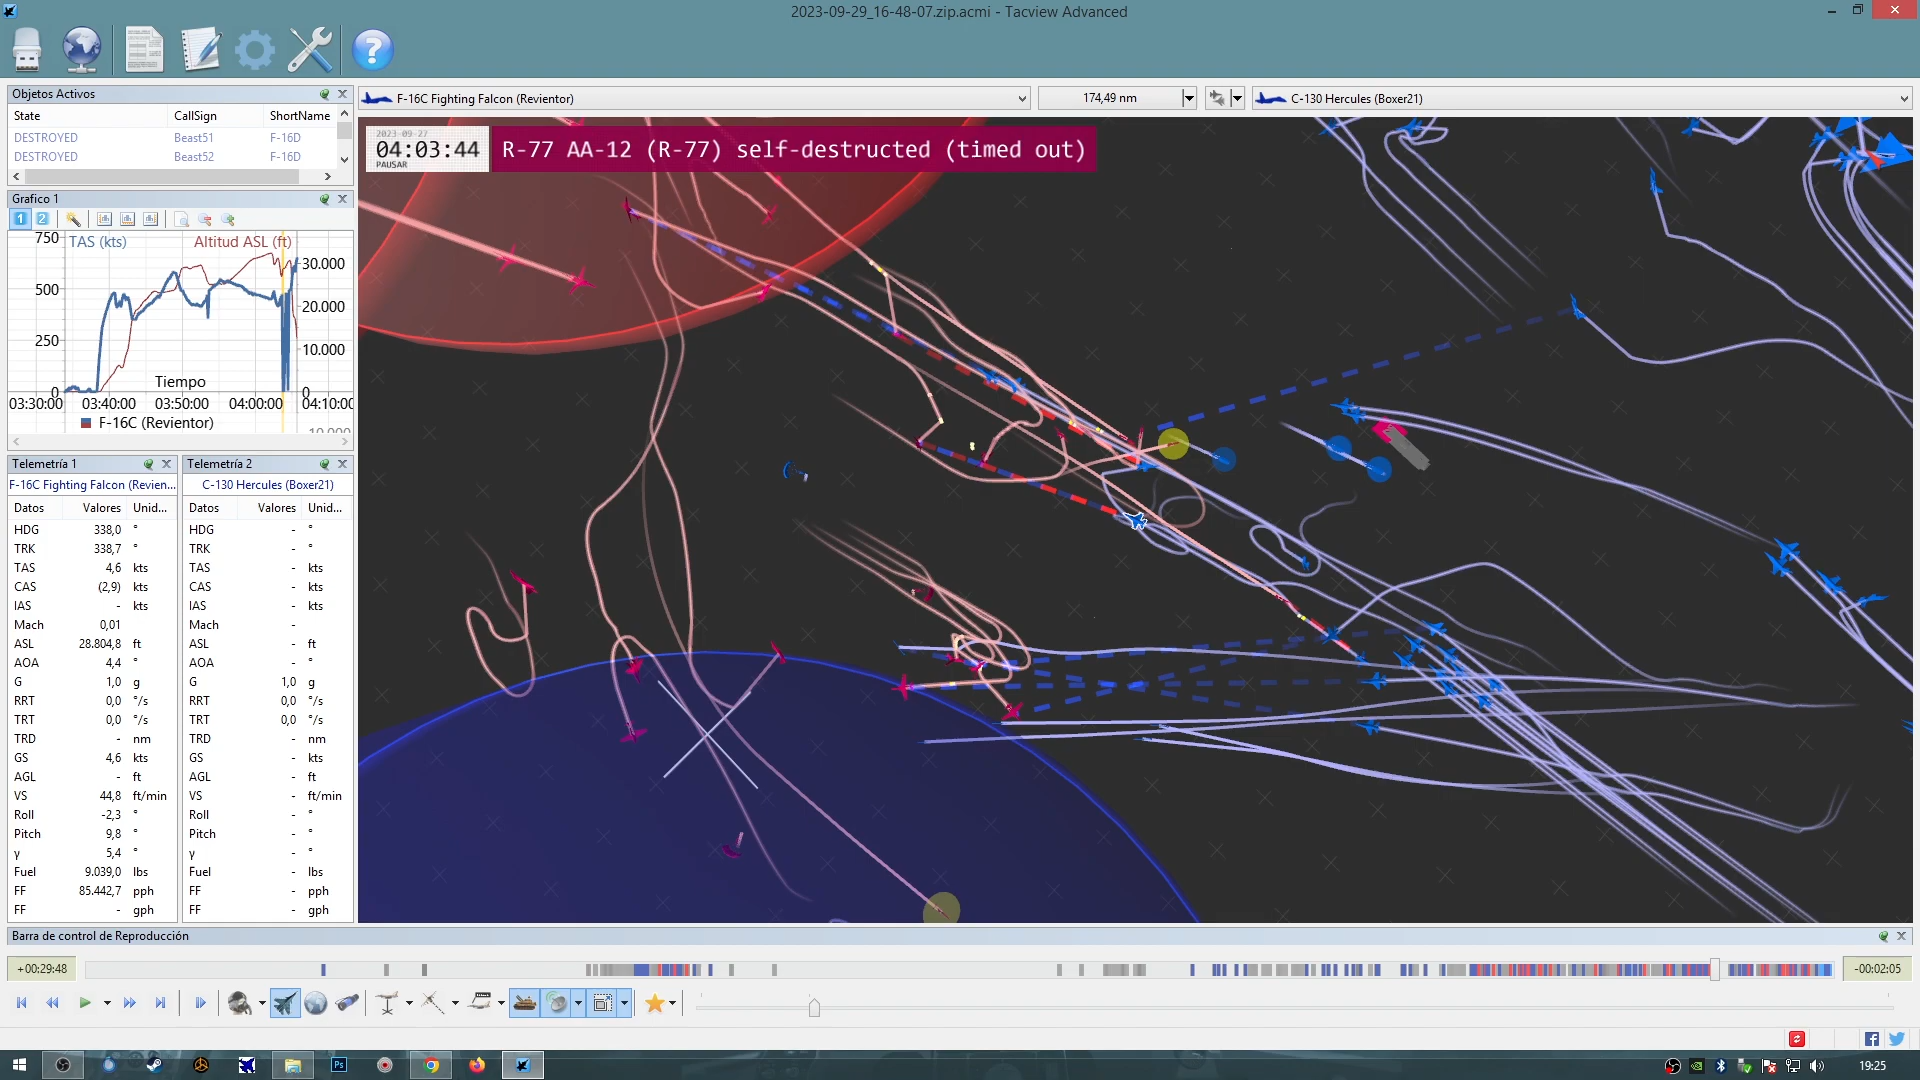 2023-09-29_16-48-07.zip.acmi - Tacview Advanced
Objetos Activos
State CallSign ShortName
DESTROYED Beast51 F-16D
DESTROYED Beast52 F-16D
Grafico 1
1 2
TAS (kts) Altitud ASL (ft)
750
500
250
0
30.000
20.000
10.000
0
Tiempo
03:30:00 03:40:00 03:50:00 04:00:00 04:10:00
F-16C (Revientor)
F-16C Fighting Falcon (Revientor)
174,49 nm
C-130 Hercules (Boxer21)
2023-09-27
04:03:44
PAUSAR
R-77 AA-12 (R-77) self-destructed (timed out)
Telemetría 1
F-16C Fighting Falcon (Revien...
Datos Valores Unid...
HDG 338,0 °
TRK 338,7 °
TAS 4,6 kts
CAS (2,9) kts
IAS - kts
Mach 0,01
ASL 28.804,8 ft
AOA 4,4 °
G 1,0 g
RRT 0,0 °/s
TRT 0,0 °/s
TRD - nm
GS 4,6 kts
AGL - ft
VS 44,8 ft/min
Roll -2,3 °
Pitch 9,8 °
γ 5,4 °
Fuel 9.039,0 lbs
FF 85.442,7 pph
FF - gph
Telemetría 2
C-130 Hercules (Boxer21)
Datos Valores Unid...
HDG - °
TRK - °
TAS - kts
CAS - kts
IAS - kts
Mach -
ASL - ft
AOA - °
G 1,0 g
RRT 0,0 °/s
TRT 0,0 °/s
TRD - nm
GS - kts
AGL - ft
VS - ft/min
Roll - °
Pitch - °
γ - °
Fuel - lbs
FF - pph
FF - gph
Barra de control de Reproducción
+00:29:48
-00:02:05
19:25